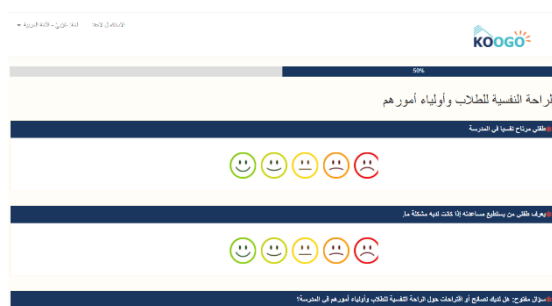 KOOGO
50%
لراحة النفسية للطلاب وأولياء أمورهم
طفلي مرتاح نفسيا في المدرسة
يعرف طفلي من يستطيع مساعدته إذا كانت لديه مشكلة ما.
سؤال مفتوح: هل لديك نصائح أو اقتراحات حول الراحة النفسية للطلاب وأولياء أمورهم في المدرسة؟